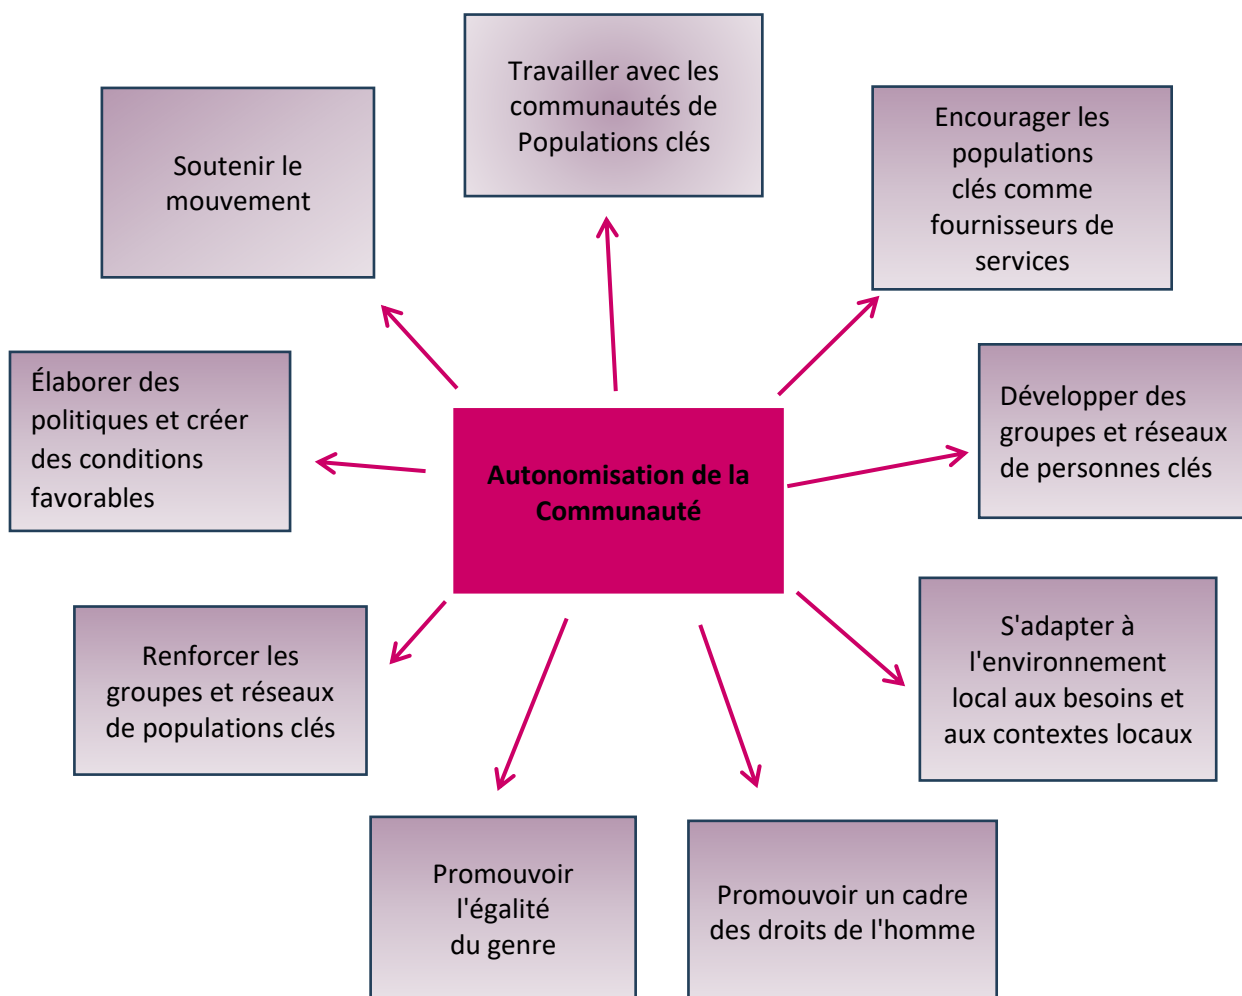 Travailler avec les
communautés de
Populations clés
Encourager les
populations
clés comme
fournisseurs de
services
Soutenir le
mouvement
Élaborer des
politiques et créer
des conditions
favorables
Développer des
groupes et réseaux
de personnes clés
Autonomisation de la
Communauté
Renforcer les
groupes et réseaux
de populations clés
S'adapter à
l'environnement
local aux besoins et
aux contextes locaux
Promouvoir
l'égalité
du genre
Promouvoir un cadre
des droits de l'homme